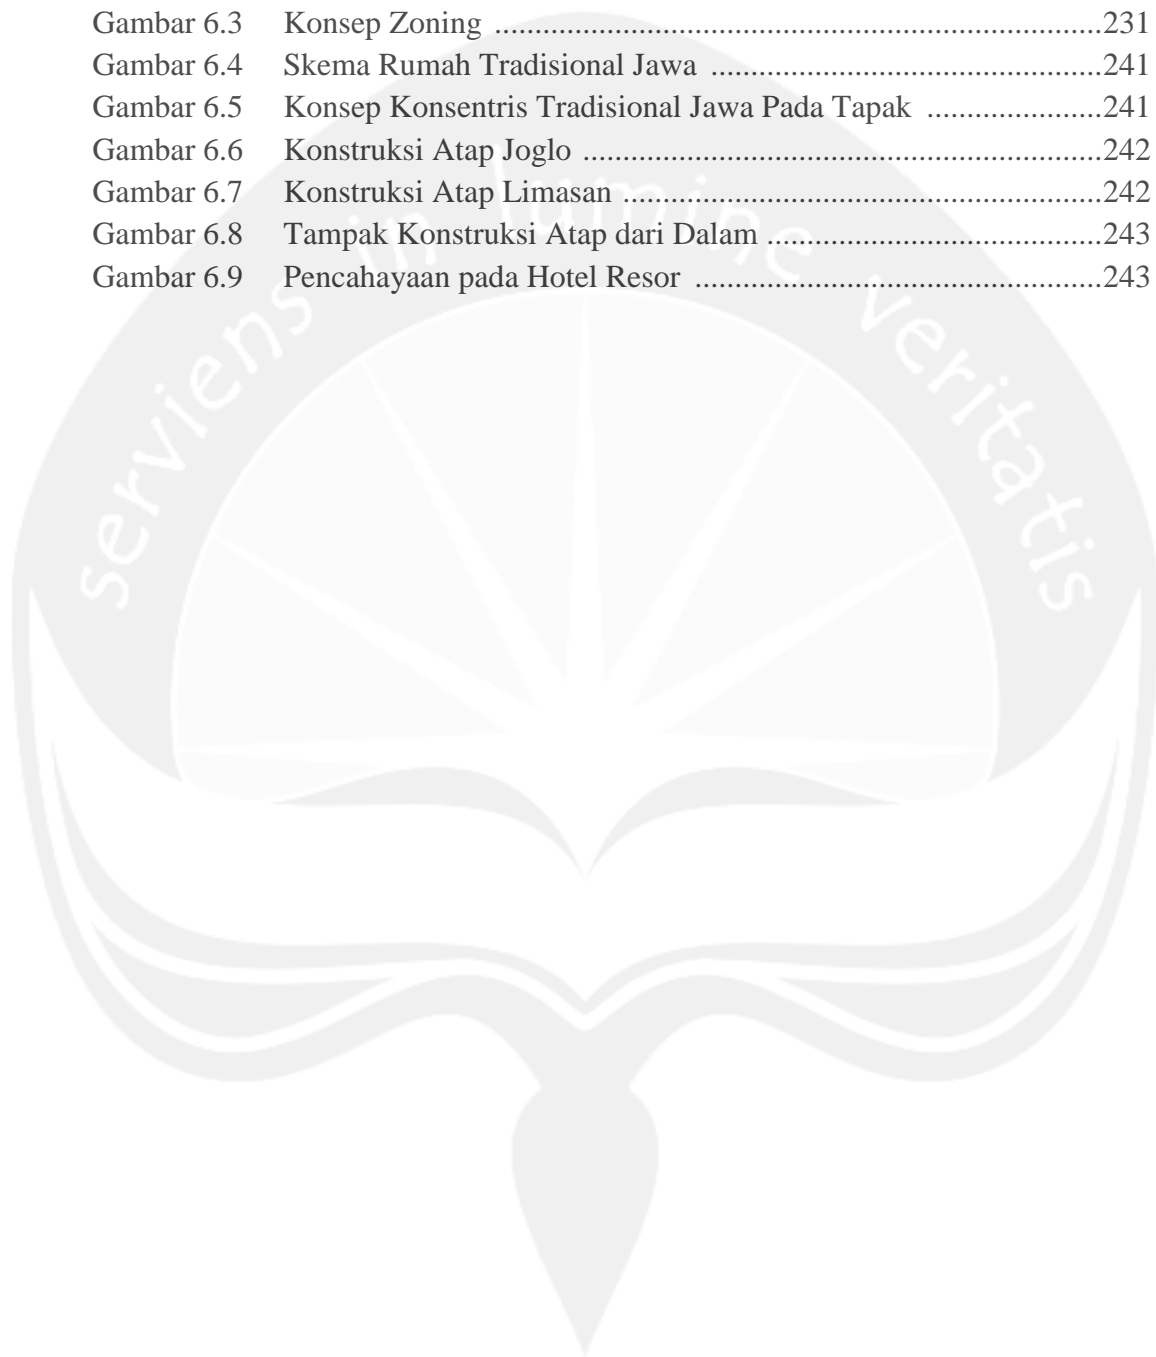 Gambar 6.3 Konsep Zoning ..........................................................................231
Gambar 6.4 Skema Rumah Tradisional Jawa ................................................241
Gambar 6.5 Konsep Konsentris Tradisional Jawa Pada Tapak .....................241
Gambar 6.6 Konstruksi Atap Joglo ...............................................................242
Gambar 6.7 Konstruksi Atap Limasan ..........................................................242
Gambar 6.8 Tampak Konstruksi Atap dari Dalam ........................................243
Gambar 6.9 Pencahayaan pada Hotel Resor .................................................243
serviens in lumine veritatis